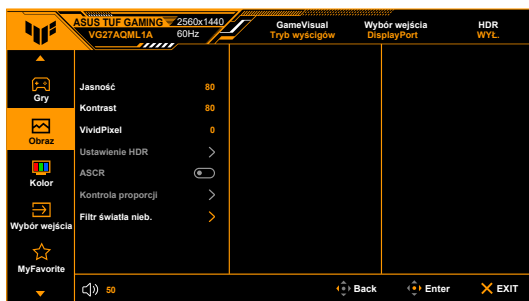 ASUS TUF GAMING 2560x1440
VG27AQML1A 60Hz
GameVisual Wybór wejścia HDR
Tryb wyścigów DisplayPort WYŁ.
Gry
Obraz
Kolor
Wybór wejścia
MyFavorite
Jasność 80
Kontrast 80
VividPixel 0
Ustawienie HDR
ASCR
Kontrola proporcji
Filtr światła nieb.
50 Back Enter EXIT